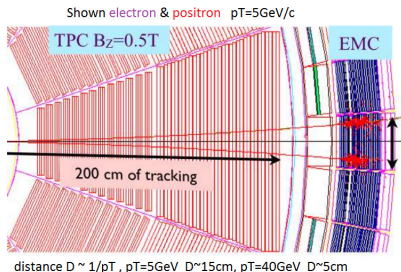 Shown electron & positron pT=5GeV/c
TPC Bz=0.5T EMC
200 cm of tracking
distance D ~ 1/pT , pT=5GeV D~15cm, pT=40GeV D~5cm